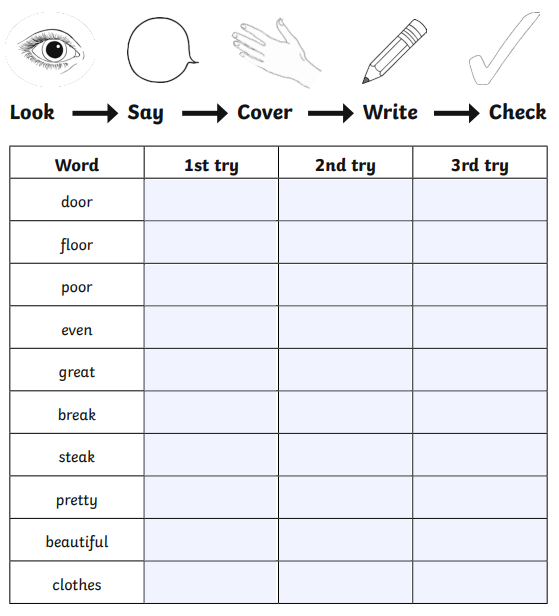 Look Say Cover Write Check
Word 1st try 2nd try 3rd try
door
floor
poor
even
great
break
steak
pretty
beautiful
clothes